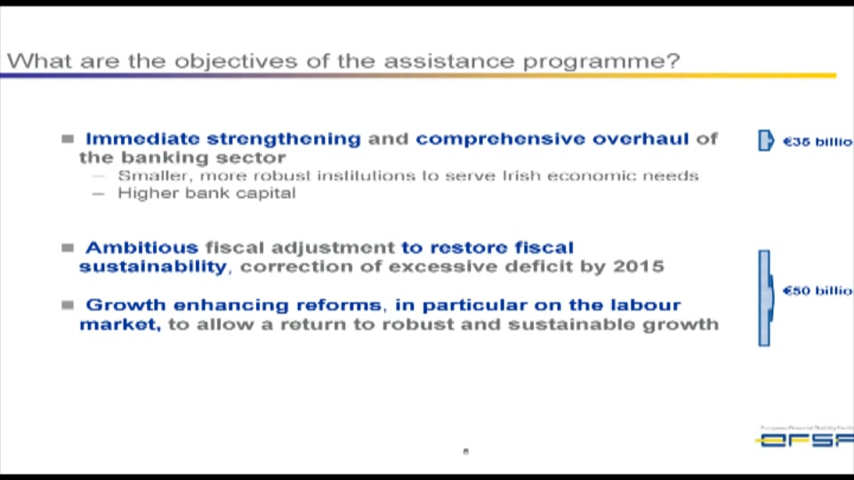 What are the objectives of the assistance programme?
Immediate strengthening and comprehensive overhaul of
the banking sector
– Smaller, more robust institutions to serve Irish economic needs
– Higher bank capital
€35 billio
Ambitious fiscal adjustment to restore fiscal
sustainability, correction of excessive deficit by 2015
Growth enhancing reforms, in particular on the labour
market, to allow a return to robust and sustainable growth
€50 billio
EFSF